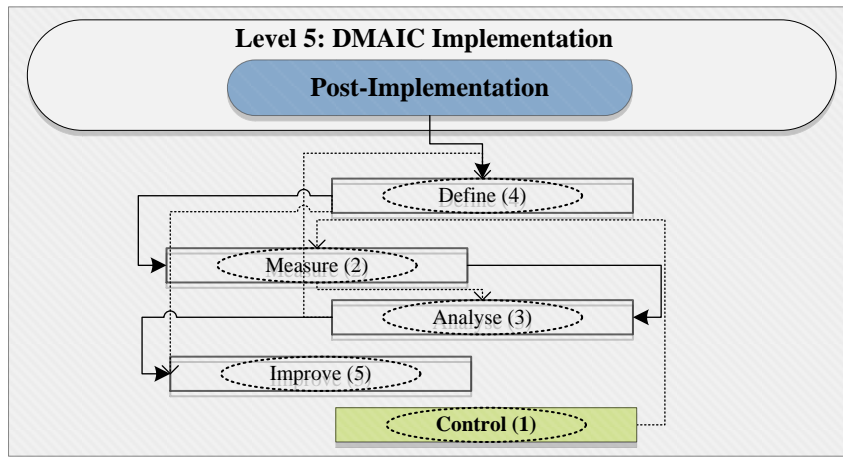 Level 5: DMAIC Implementation
Post-Implementation
Define (4)
Measure (2)
Analyse (3)
Improve (5)
Control (1)